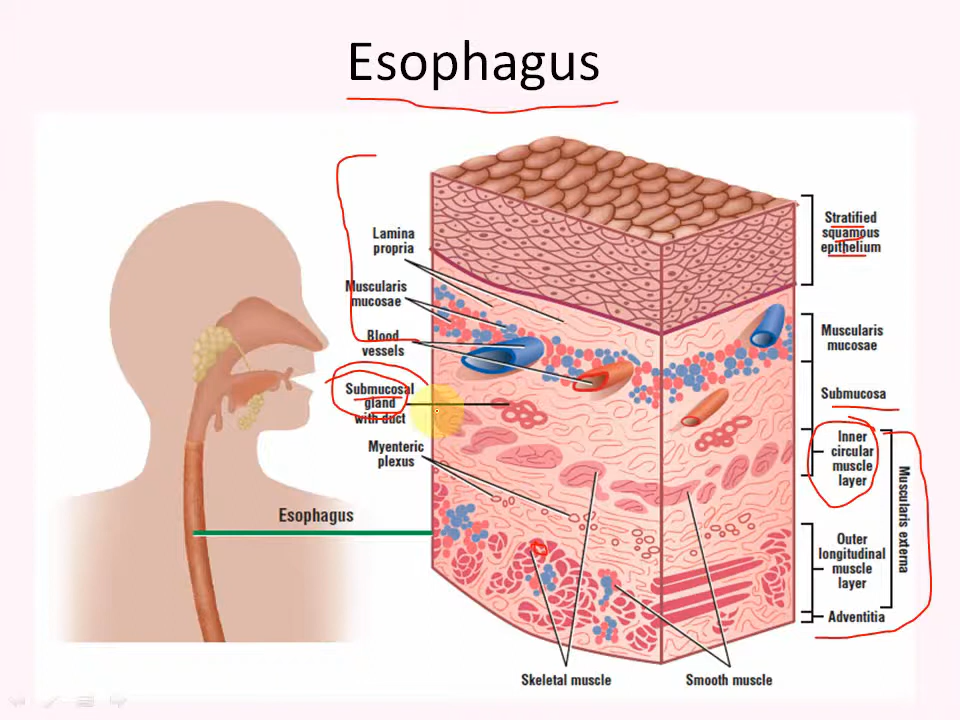 Esophagus
Lamina
propria
Muscularis
mucosae
Blood
vessels
Submucosal
gland
with duct
Myenteric
plexus
Esophagus
Stratified
squamous
epithelium
Muscularis
mucosae
Submucosa
Inner
circular
muscle
layer
Muscularis externa
Outer
longitudinal
muscle
layer
Adventitia
Skeletal muscle
Smooth muscle